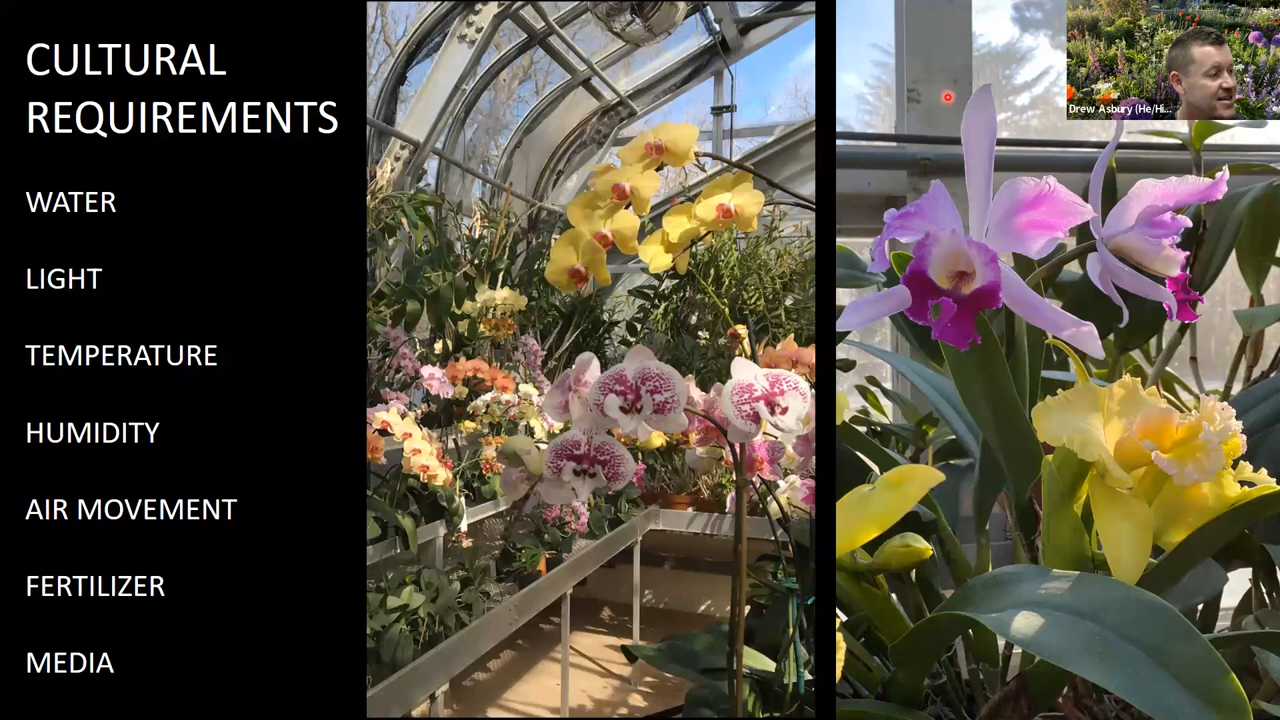 CULTURAL
REQUIREMENTS
WATER
LIGHT
TEMPERATURE
HUMIDITY
AIR MOVEMENT
FERTILIZER
MEDIA
Drew Asbury (He/Hi...